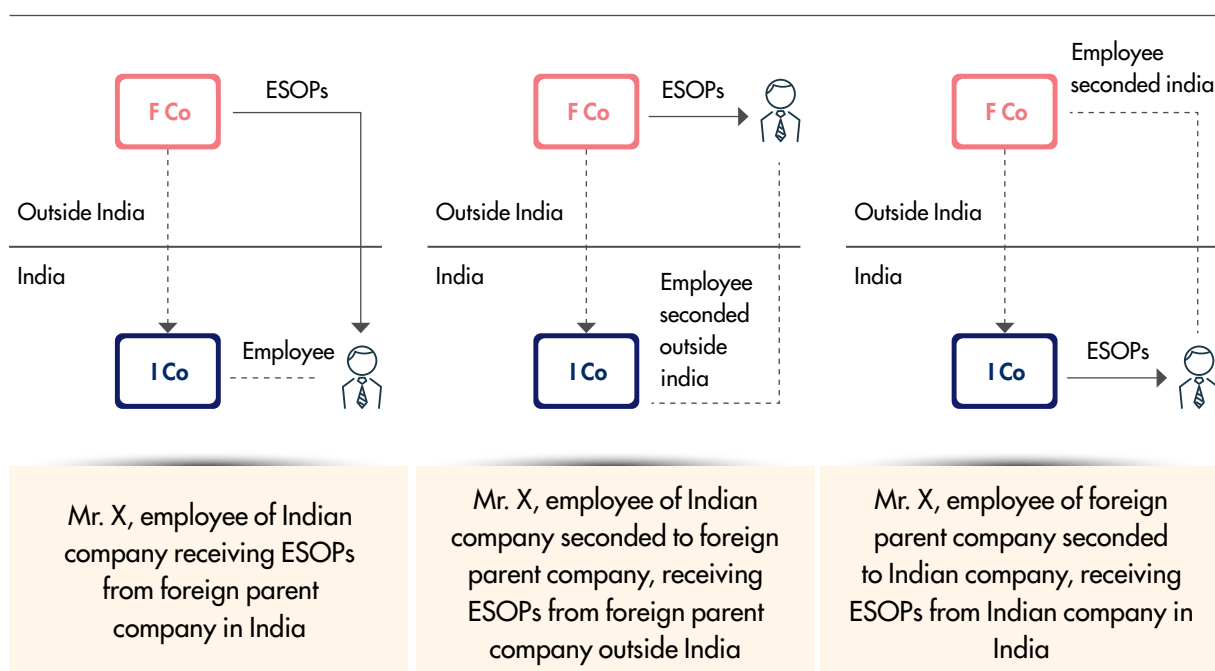 ESOPs
F Co
Outside India
India
I Co
Employee
Mr. X, employee of Indian
company receiving ESOPs
from foreign parent
company in India
F Co
ESOPs
Outside India
India
Employee
seconded
outside
india
I Co
Mr. X, employee of Indian
company seconded to foreign
parent company, receiving
ESOPs from foreign parent
company outside India
Employee
seconded india
F Co
Outside India
India
I Co
ESOPs
Mr. X, employee of foreign
parent company seconded
to Indian company, receiving
ESOPs from Indian company in
India